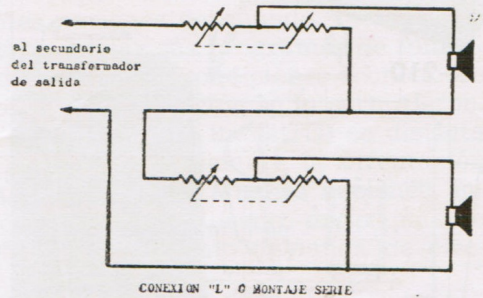 al secundario
del transformador
de salida
CONEXION "L" O MONTAJE SERIE